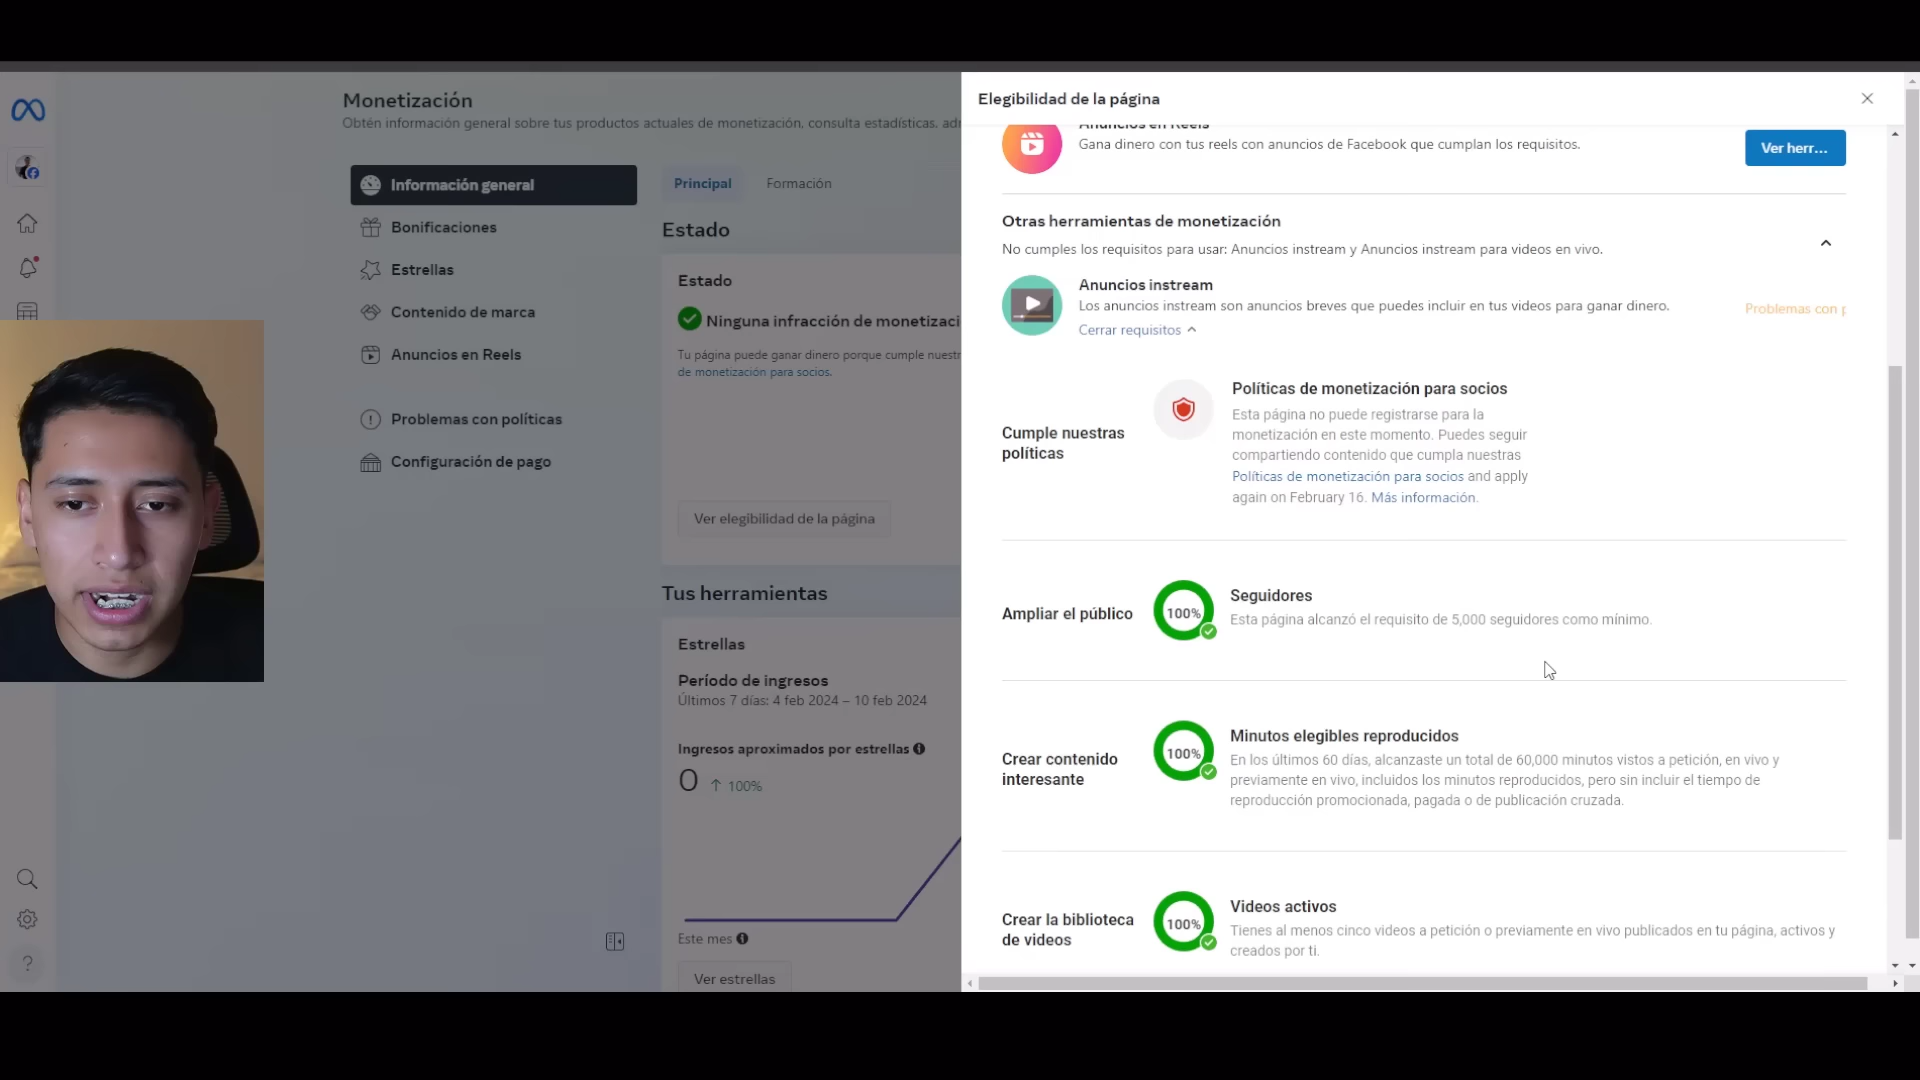 Monetización
Obtén información general sobre tus productos actuales de monetización, consulta estadísticas, adr
Información general
Bonificaciones
Estrellas
Contenido de marca
Anuncios en Reels
Problemas con políticas
Configuración de pago
Principal
Formación
Estado
Estado
Ninguna infracción de monetizaci
Tu página puede ganar dinero porque cumple nuestr
de monetización para socios.
Ver elegibilidad de la página
Tus herramientas
Estrellas
Período de ingresos
Últimos 7 días: 4 feb 2024 – 10 feb 2024
Ingresos aproximados por estrellas
0 ↑ 100%
Este mes
Ver estrellas
Elegibilidad de la página
Anuncios en Reels
Gana dinero con tus reels con anuncios de Facebook que cumplan los requisitos.
Ver herr...
Otras herramientas de monetización
No cumples los requisitos para usar: Anuncios instream y Anuncios instream para videos en vivo.
Anuncios instream
Los anuncios instream son anuncios breves que puedes incluir en tus videos para ganar dinero.
Cerrar requisitos
Problemas con p
Cumple nuestras
políticas
Políticas de monetización para socios
Esta página no puede registrarse para la
monetización en este momento. Puedes seguir
compartiendo contenido que cumpla nuestras
Políticas de monetización para socios and apply
again on February 16. Más información.
Ampliar el público
100%
Seguidores
Esta página alcanzó el requisito de 5,000 seguidores como mínimo.
Crear contenido
interesante
100%
Minutos elegibles reproducidos
En los últimos 60 días, alcanzaste un total de 60,000 minutos vistos a petición, en vivo y
previamente en vivo, incluidos los minutos reproducidos, pero sin incluir el tiempo de
reproducción promocionada, pagada o de publicación cruzada.
Crear la biblioteca
de videos
100%
Videos activos
Tienes al menos cinco videos a petición o previamente en vivo publicados en tu página, activos y
creados por ti.